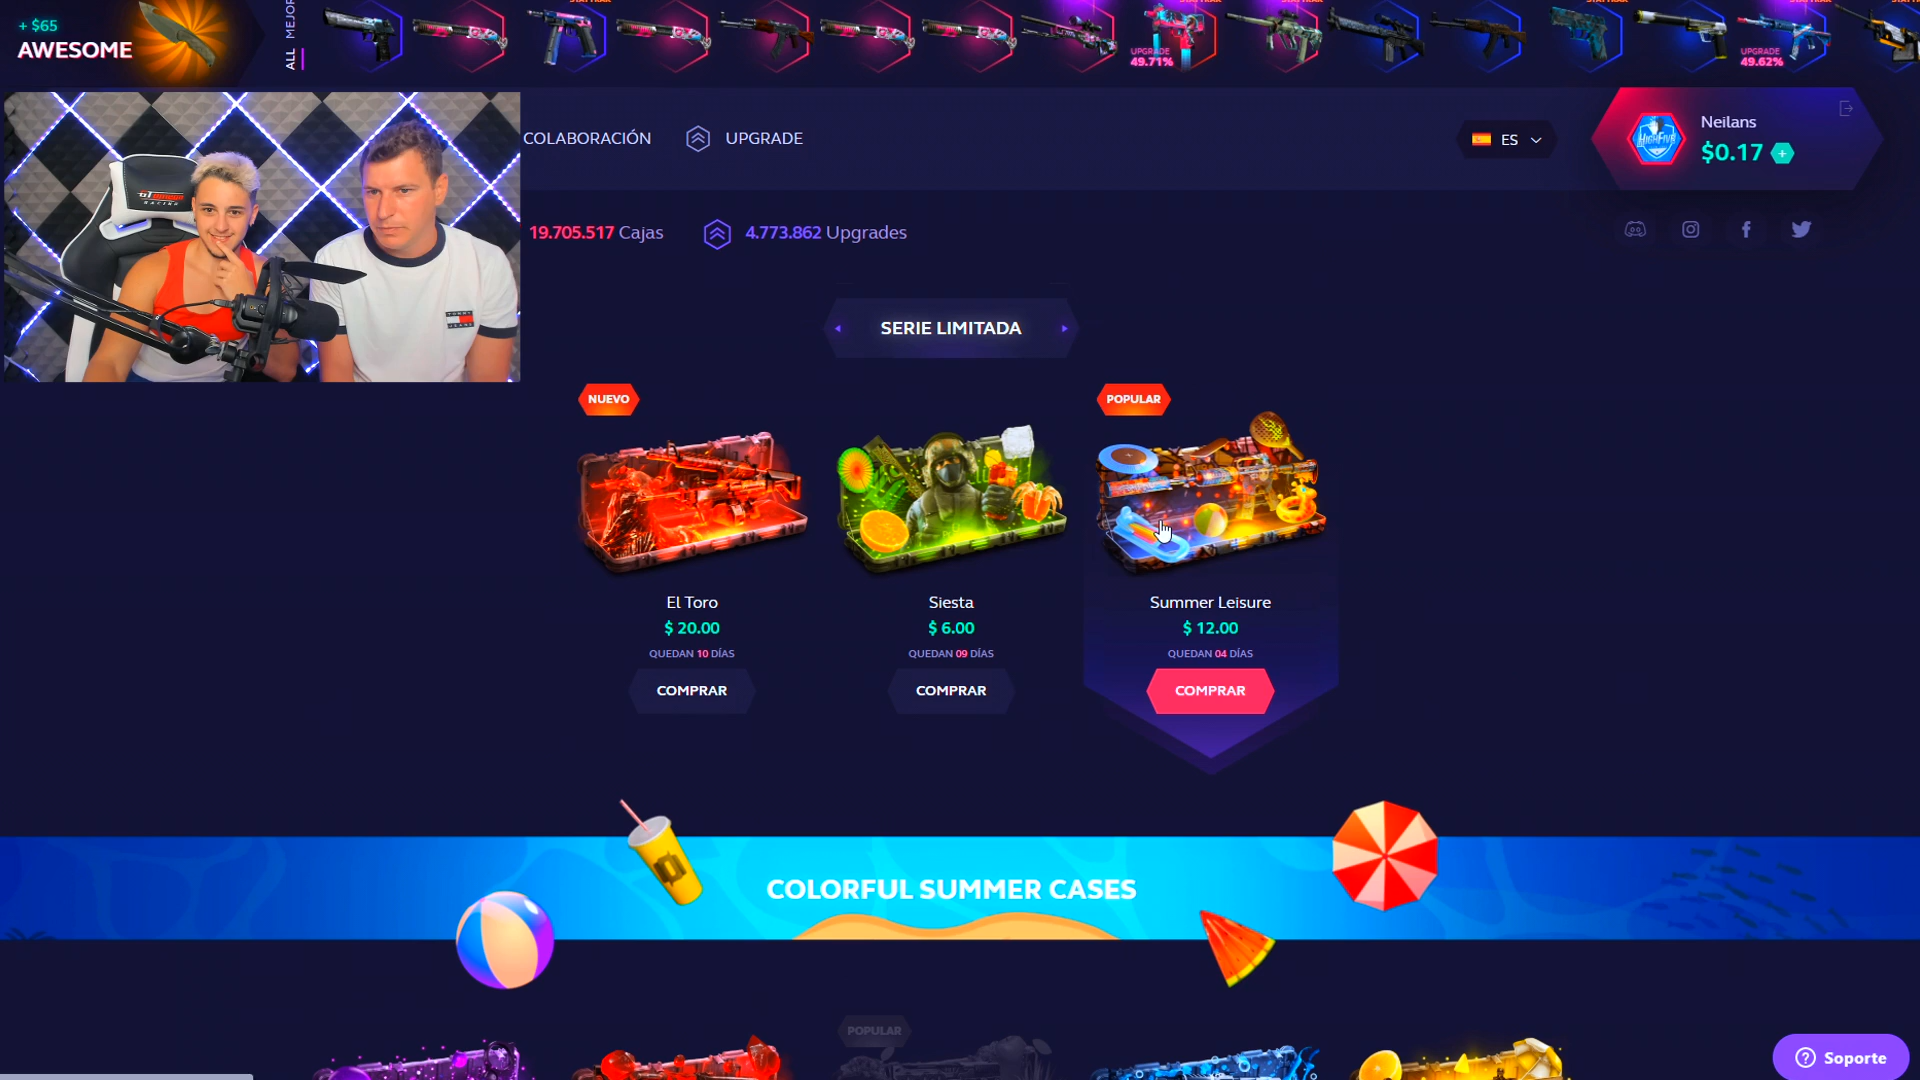 + $65
AWESOME
ALL
UPGRADE
49.71%
UPGRADE
49.62%
COLABORACIÓN
UPGRADE
ES
Neilans
$0.17
19.705.517 Cajas
4.773.862 Upgrades
SERIE LIMITADA
NUEVO
POPULAR
El Toro
$ 20.00
QUEDAN 10 DÍAS
COMPRAR
Siesta
$ 6.00
QUEDAN 09 DÍAS
COMPRAR
Summer Leisure
$ 12.00
QUEDAN 04 DÍAS
COMPRAR
COLORFUL SUMMER CASES
POPULAR
Soporte